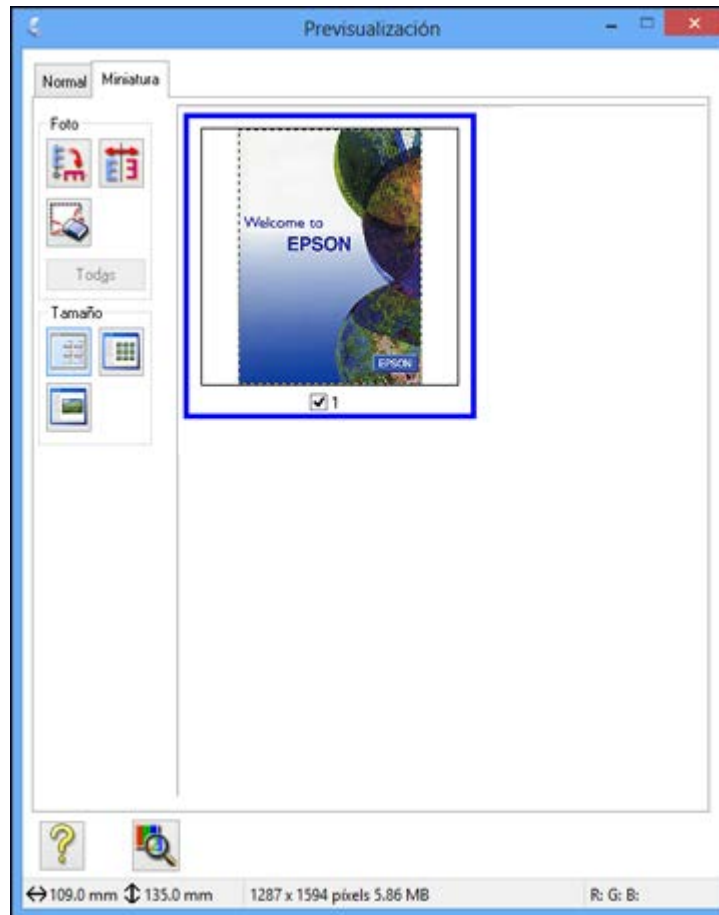 Previsualización
Normal Miniatura
Foto
Todas
Tamaño
Welcome to
EPSON
EPSON
1
109.0 mm 135.0 mm 1287 x 1594 píxels 5.86 MB R: G: B: